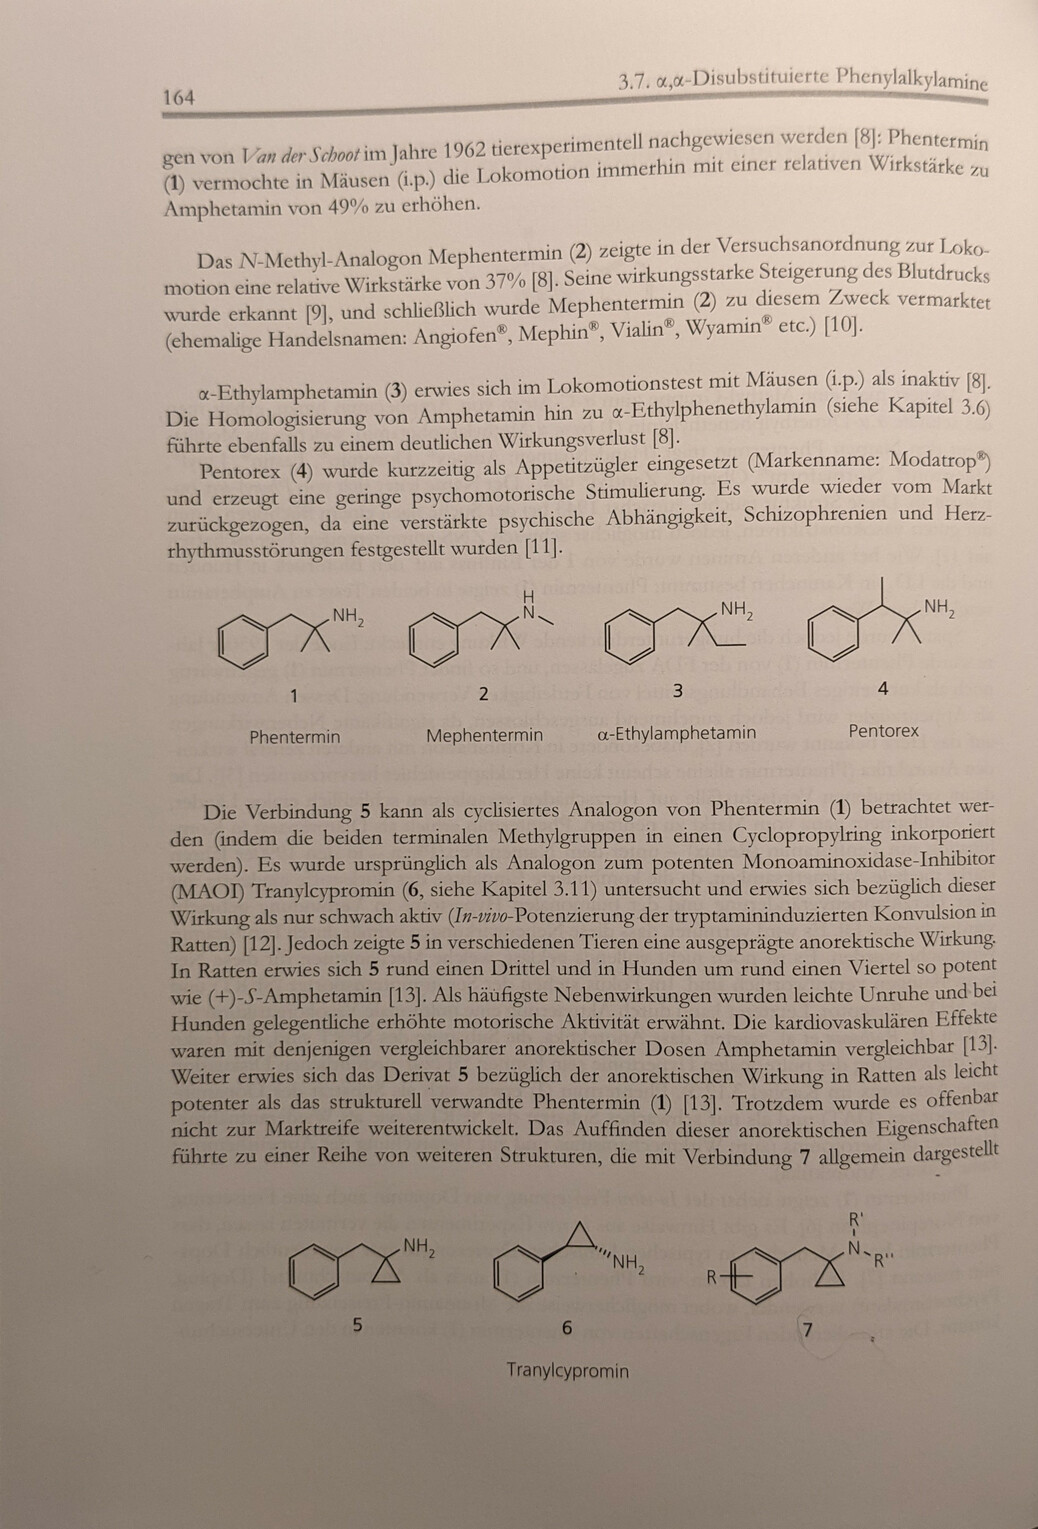 164
3.7. α,α-Disubstituierte Phenylalkylamine
gen von Van der Schoot im Jahre 1962 tierexperimentell nachgewiesen werden [8]: Phentermin
(1) vermochte in Mäusen (i.p.) die Lokomotion immerhin mit einer relativen Wirkstärke zu
Amphetamin von 49% zu erhöhen.
Das N-Methyl-Analogon Mephentermin (2) zeigte in der Versuchsanordnung zur Loko-
motion eine relative Wirkstärke von 37% [8]. Seine wirkungsstarke Steigerung des Blutdrucks
wurde erkannt [9], und schließlich wurde Mephentermin (2) zu diesem Zweck vermarktet
(ehemalige Handelsnamen: Angiofen®, Mephin®, Vialin®, Wyamin® etc.) [10].
α-Ethylamphetamin (3) erwies sich im Lokomotionstest mit Mäusen (i.p.) als inaktiv [8].
Die Homologisierung von Amphetamin hin zu α-Ethylphenethylamin (siehe Kapitel 3.6)
führte ebenfalls zu einem deutlichen Wirkungsverlust [8].
Pentorex (4) wurde kurzzeitig als Appetitzügler eingesetzt (Markenname: Modatrop®)
und erzeugt eine geringe psychomotorische Stimulierung. Es wurde wieder vom Markt
zurückgezogen, da eine verstärkte psychische Abhängigkeit, Schizophrenien und Herz-
rhythmusstörungen festgestellt wurden [11].
NH2 H N NH2 NH2
1 2 3 4
Phentermin Mephentermin α-Ethylamphetamin Pentorex
Die Verbindung 5 kann als cyclisiertes Analogon von Phentermin (1) betrachtet wer-
den (indem die beiden terminalen Methylgruppen in einen Cyclopropylring inkorporiert
werden). Es wurde ursprünglich als Analogon zum potenten Monoaminoxidase-Inhibitor
(MAOI) Tranylcypromin (6, siehe Kapitel 3.11) untersucht und erwies sich bezüglich dieser
Wirkung als nur schwach aktiv (In-vivo-Potenzierung der tryptamininduzierten Konvulsion in
Ratten) [12]. Jedoch zeigte 5 in verschiedenen Tieren eine ausgeprägte anorektische Wirkung.
In Ratten erwies sich 5 rund einen Drittel und in Hunden um rund einen Viertel so potent
wie (+)-S-Amphetamin [13]. Als häufigste Nebenwirkungen wurden leichte Unruhe und bei
Hunden gelegentliche erhöhte motorische Aktivität erwähnt. Die kardiovaskulären Effekte
waren mit denjenigen vergleichbarer anorektischer Dosen Amphetamin vergleichbar [13].
Weiter erwies sich das Derivat 5 bezüglich der anorektischen Wirkung in Ratten als leicht
potenter als das strukturell verwandte Phentermin (1) [13]. Trotzdem wurde es offenbar
nicht zur Marktreife weiterentwickelt. Das Auffinden dieser anorektischen Eigenschaften
führte zu einer Reihe von weiteren Strukturen, die mit Verbindung 7 allgemein dargestellt
NH2 NH2 R R' N R''
5 6 7
Tranylcypromin